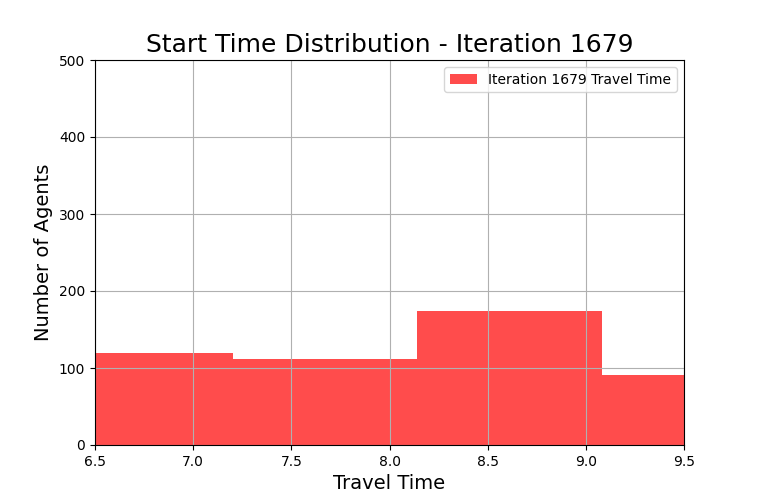 Start Time Distribution - Iteration 1679
Iteration 1679 Travel Time
Number of Agents
500
400
300
200
100
0
6.5 7.0 7.5 8.0 8.5 9.0 9.5
Travel Time